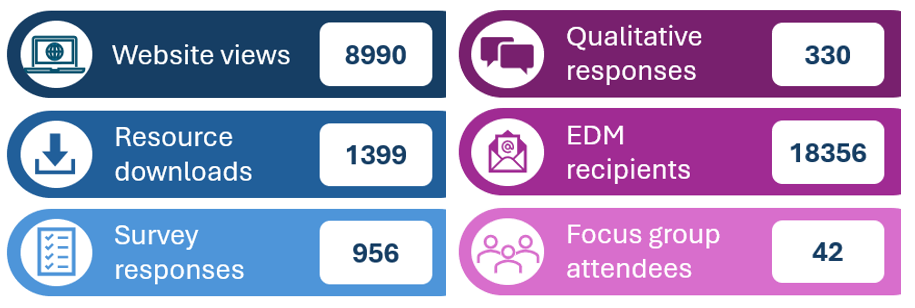 Website views
8990
Resource
downloads
1399
Survey
responses
956
Qualitative
responses
330
EDM
recipients
18356
Focus group
attendees
42